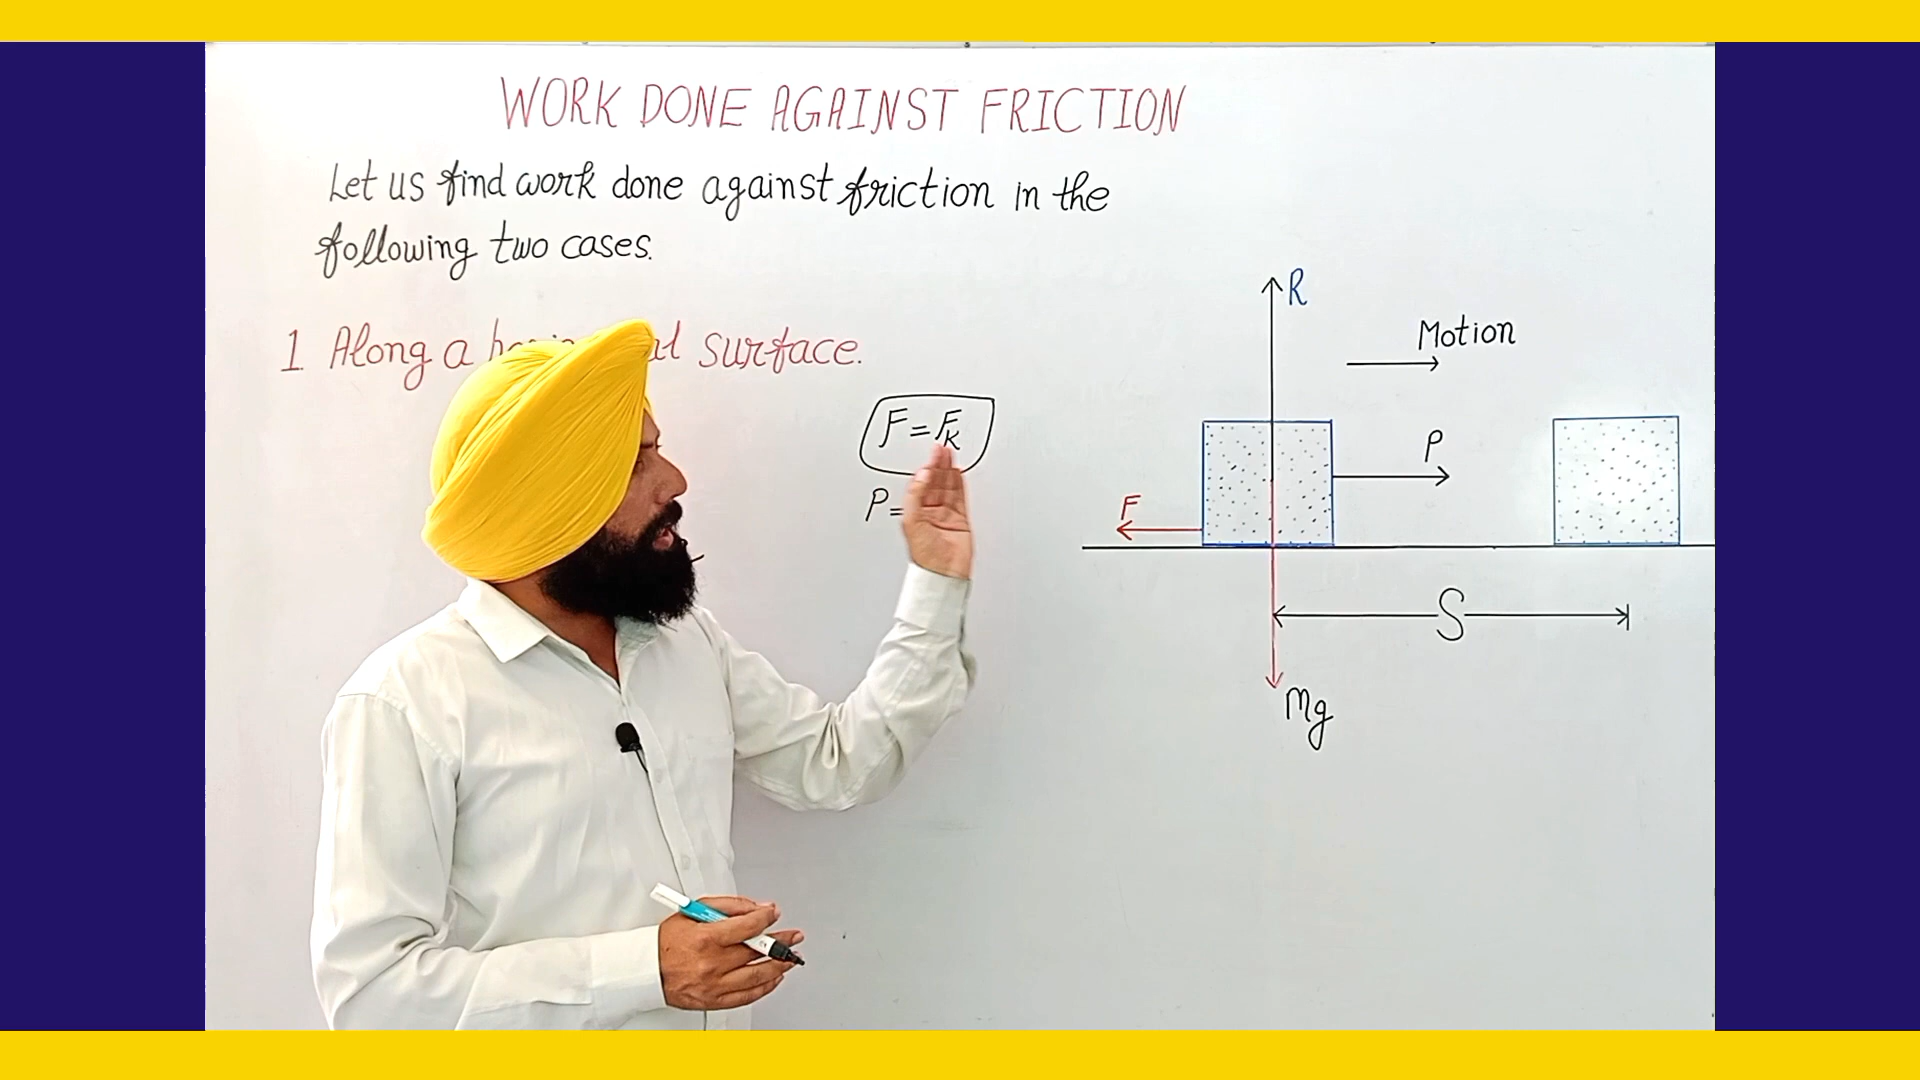 WORK DONE AGAINST FRICTION
Let us find work done against friction in the
following two cases.
1 Along a surface.
F = FK
P =
R
Motion
P
F
S
Mg